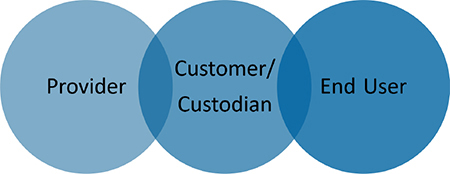 Provider
Customer/
Custodian
End User